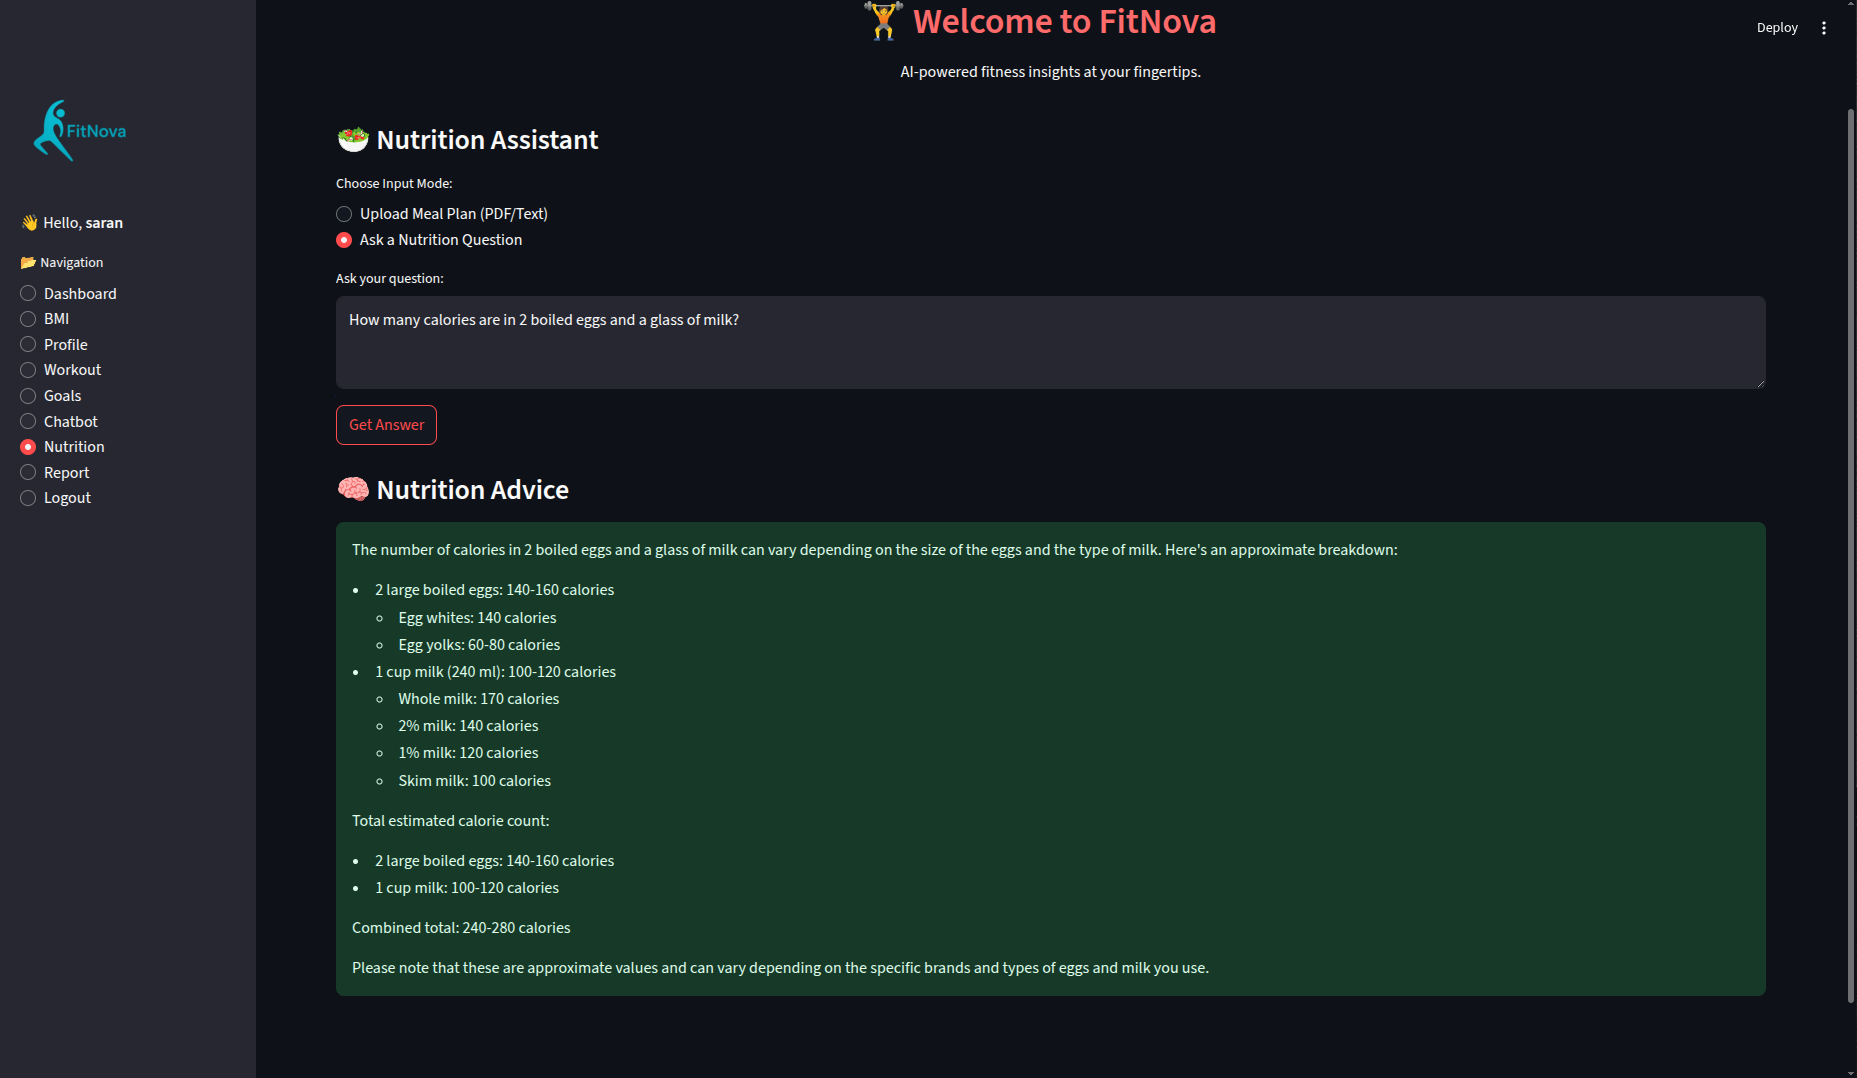 FitNova
👋 Hello, saran
📂 Navigation
Dashboard
BMI
Profile
Workout
Goals
Chatbot
Nutrition
Report
Logout
Deploy
🏋️ Welcome to FitNova
AI-powered fitness insights at your fingertips.
🥗 Nutrition Assistant
Choose Input Mode:
Upload Meal Plan (PDF/Text)
Ask a Nutrition Question
Ask your question:
How many calories are in 2 boiled eggs and a glass of milk?
Get Answer
🧠 Nutrition Advice
The number of calories in 2 boiled eggs and a glass of milk can vary depending on the size of the eggs and the type of milk. Here's an approximate breakdown:
• 2 large boiled eggs: 140-160 calories
◦ Egg whites: 140 calories
◦ Egg yolks: 60-80 calories
• 1 cup milk (240 ml): 100-120 calories
◦ Whole milk: 170 calories
◦ 2% milk: 140 calories
◦ 1% milk: 120 calories
◦ Skim milk: 100 calories
Total estimated calorie count:
• 2 large boiled eggs: 140-160 calories
• 1 cup milk: 100-120 calories
Combined total: 240-280 calories
Please note that these are approximate values and can vary depending on the specific brands and types of eggs and milk you use.